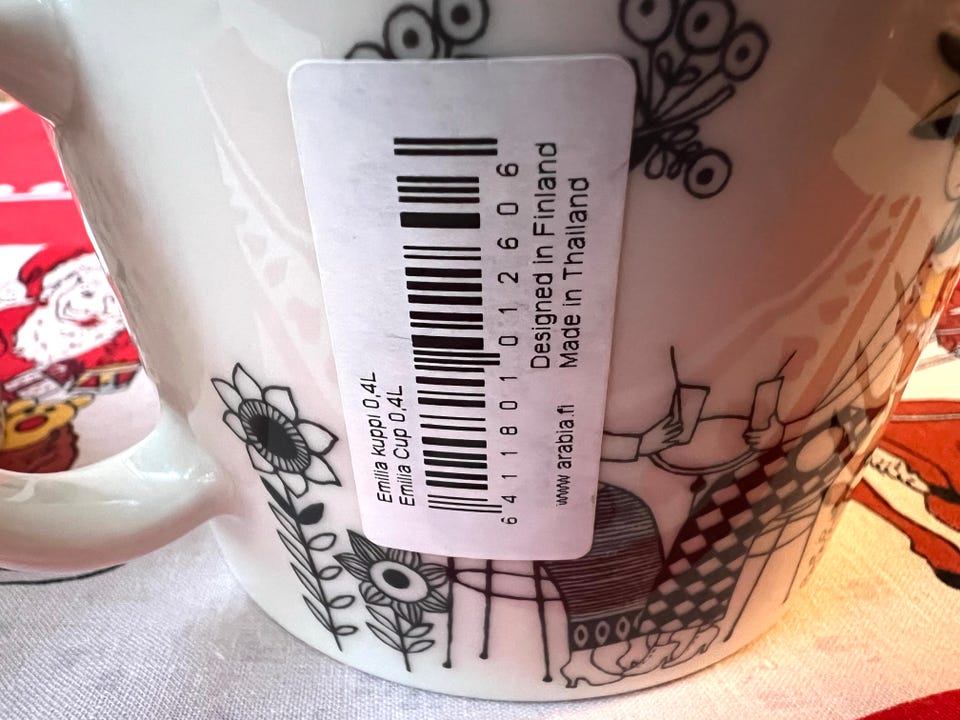 Emilia kuppi 0,4L
Emilia Cup 0,4L
6 411801 012606
Designed in Finland
Made in Thailand
www.arabia.fi